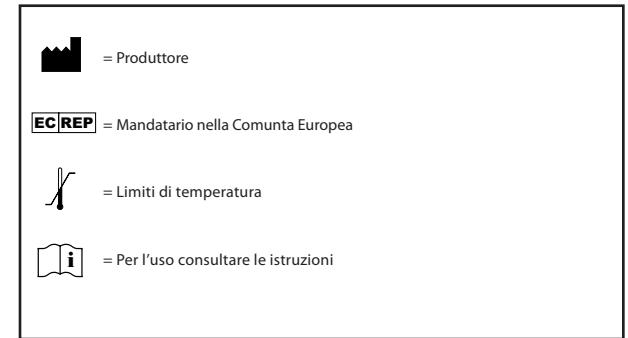 = Produttore
EC REP = Mandatario nella Comunta Europea
= Limiti di temperatura
i = Per l'uso consultare le istruzioni